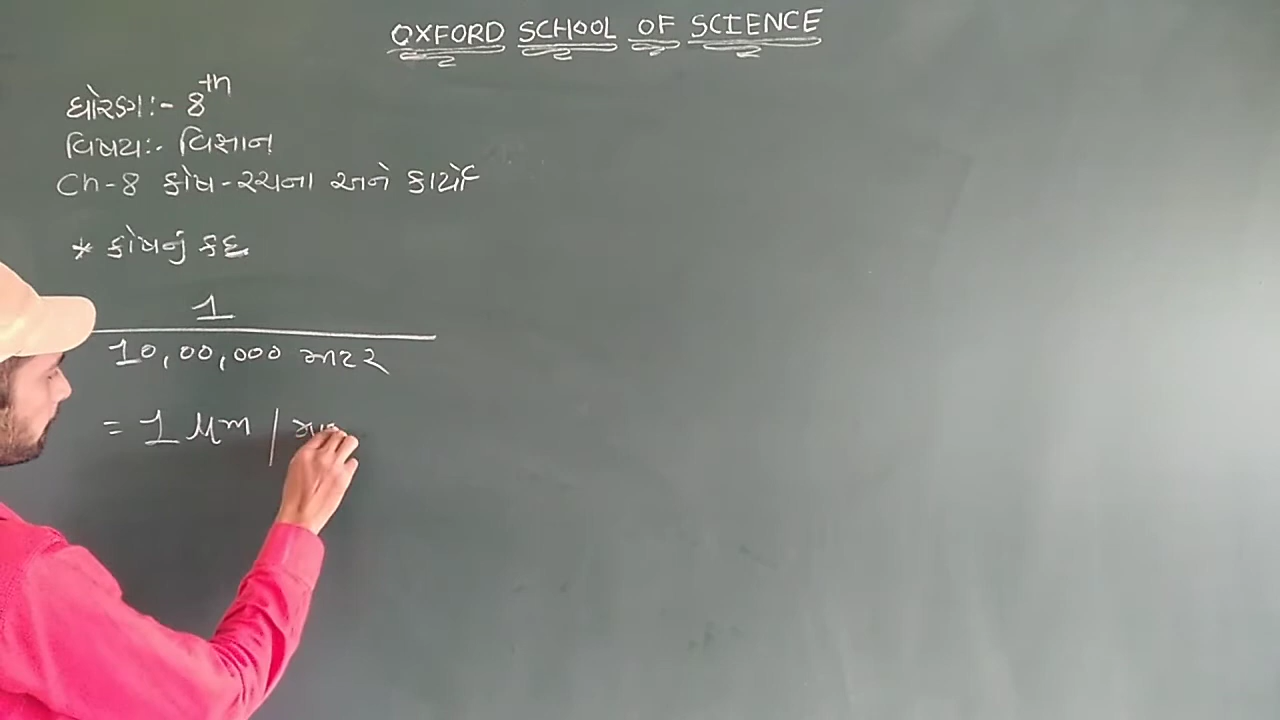 OXFORD SCHOOL OF SCIENCE
ધોરણ:- 8th
વિષય:- વિજ્ઞાન
Ch-8 કોષ-રચના અને કાર્યો
* કોષનું કદ
1
10,00,000 મીટર
= 1 μm |